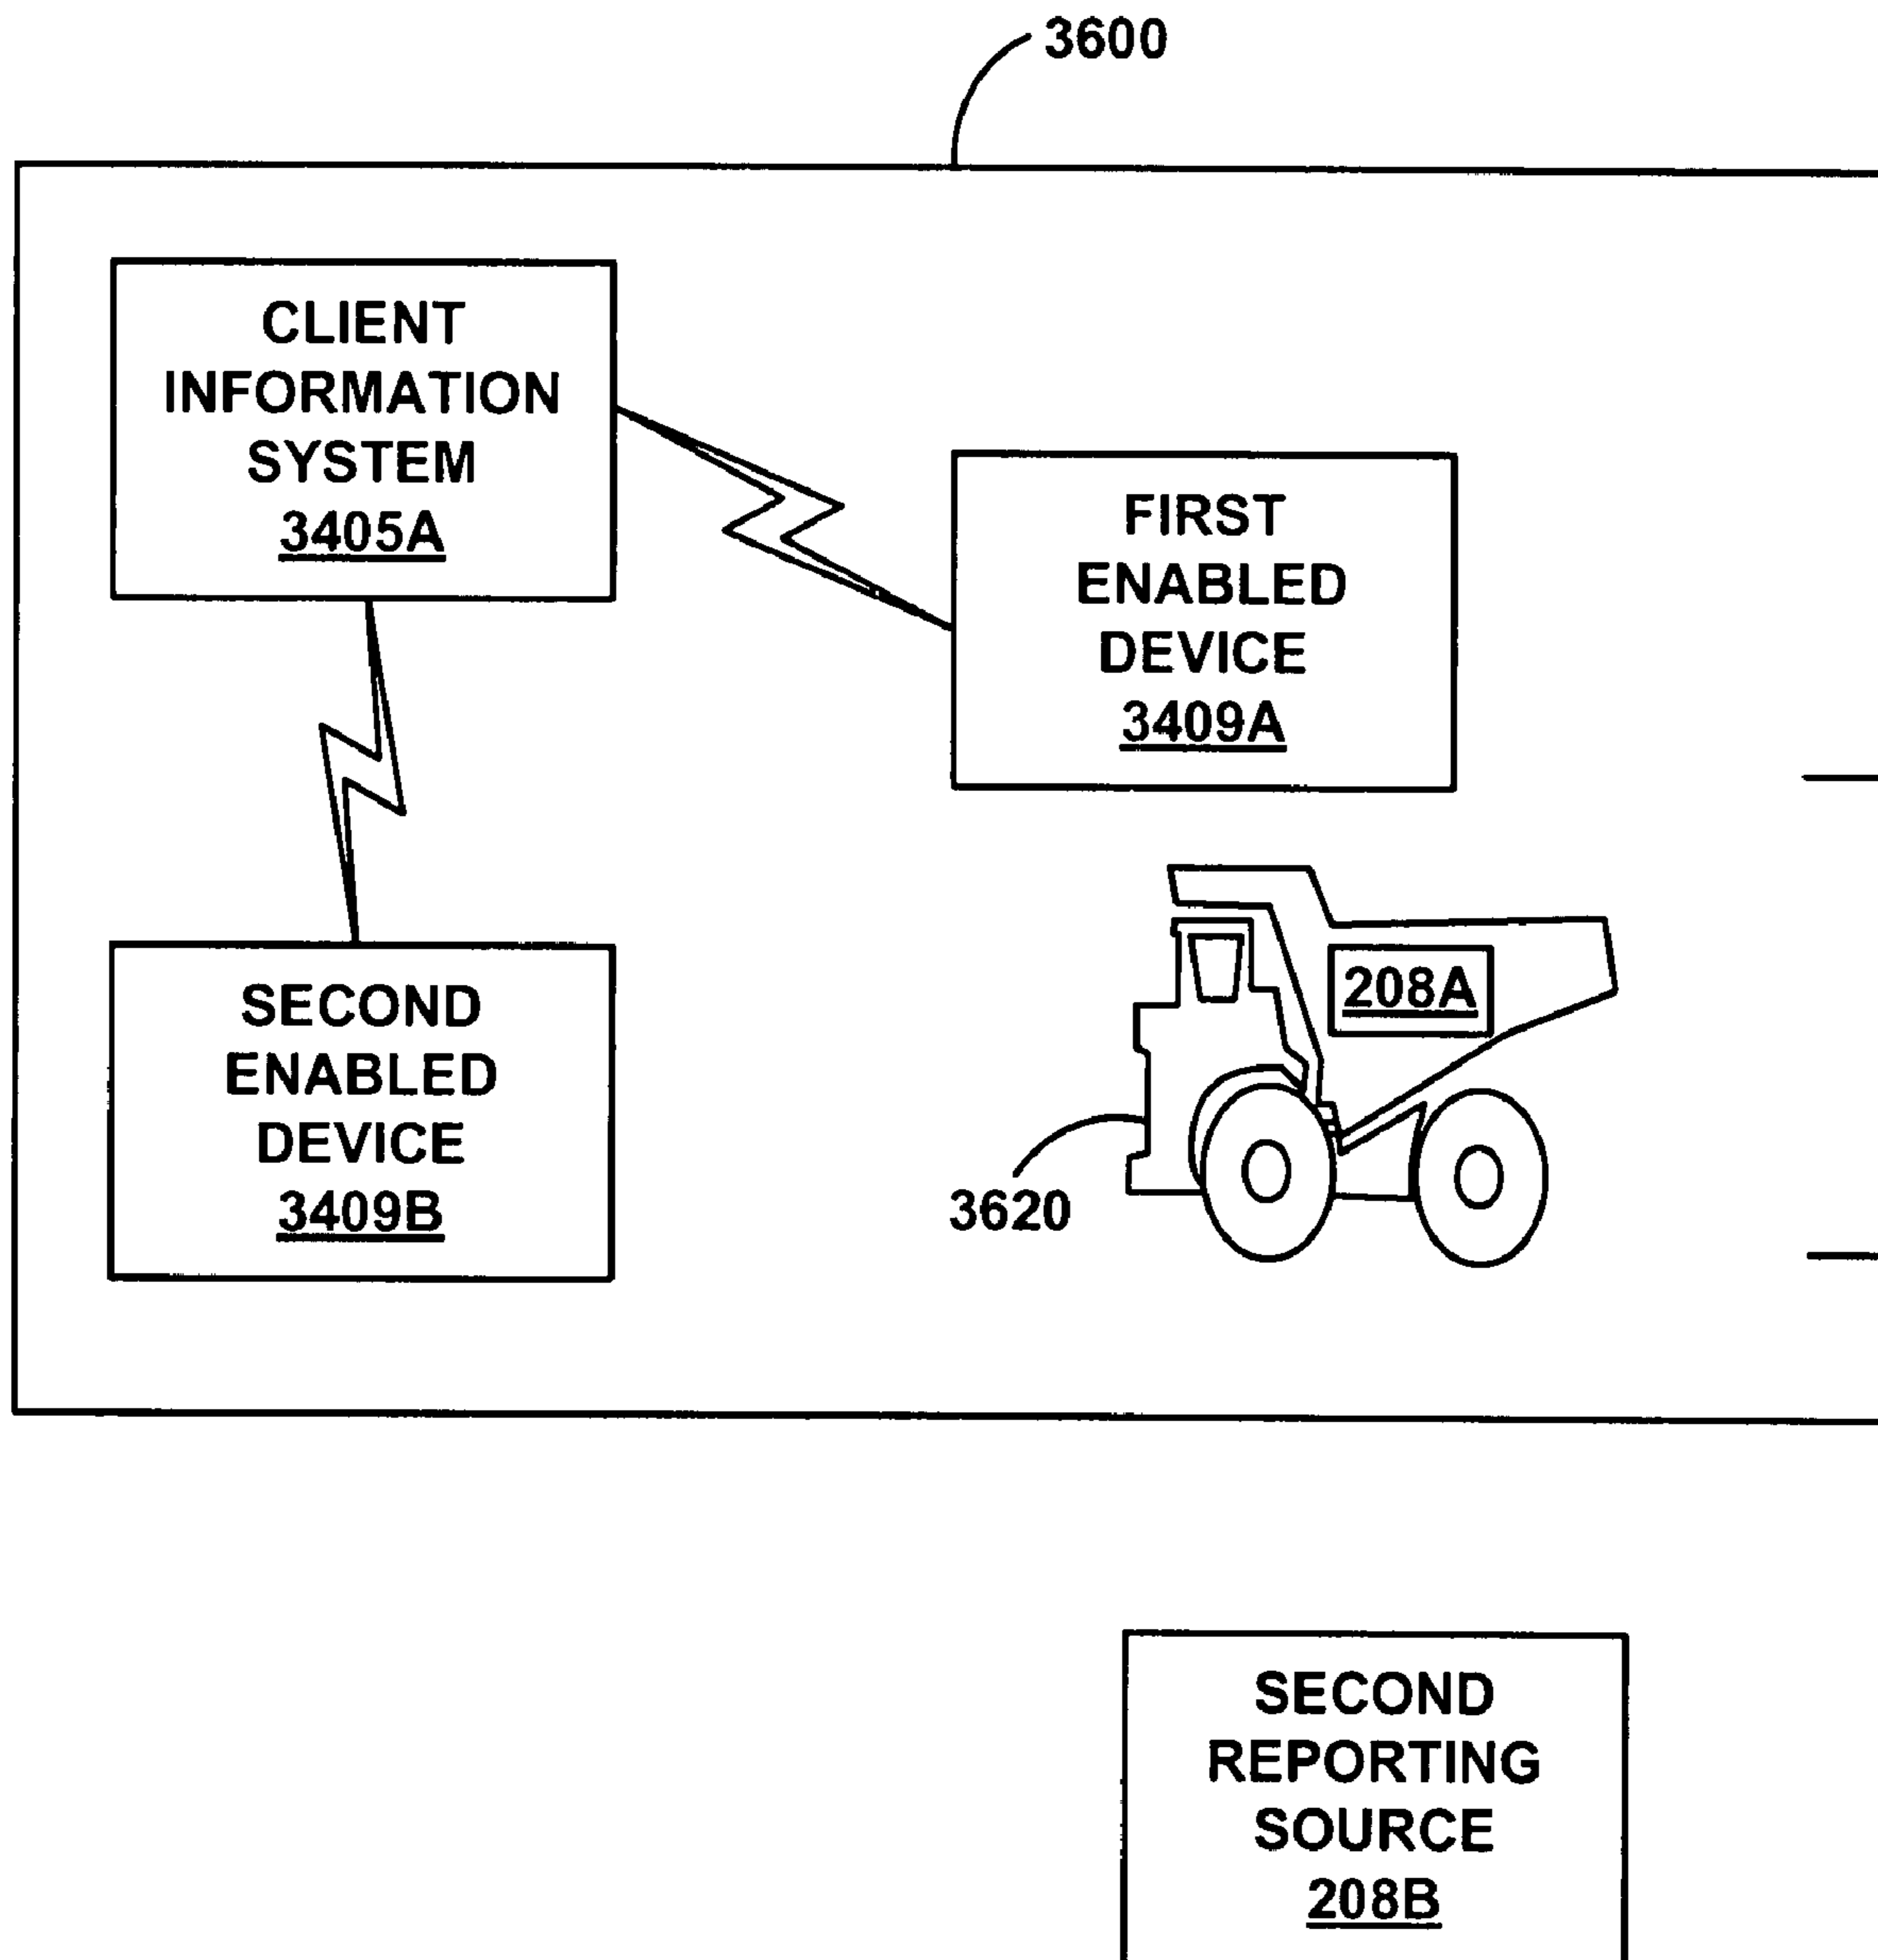 3600
CLIENT
INFORMATION
SYSTEM
3405A
FIRST
ENABLED
DEVICE
3409A
SECOND
ENABLED
DEVICE
3409B
208A
3620
SECOND
REPORTING
SOURCE
208B